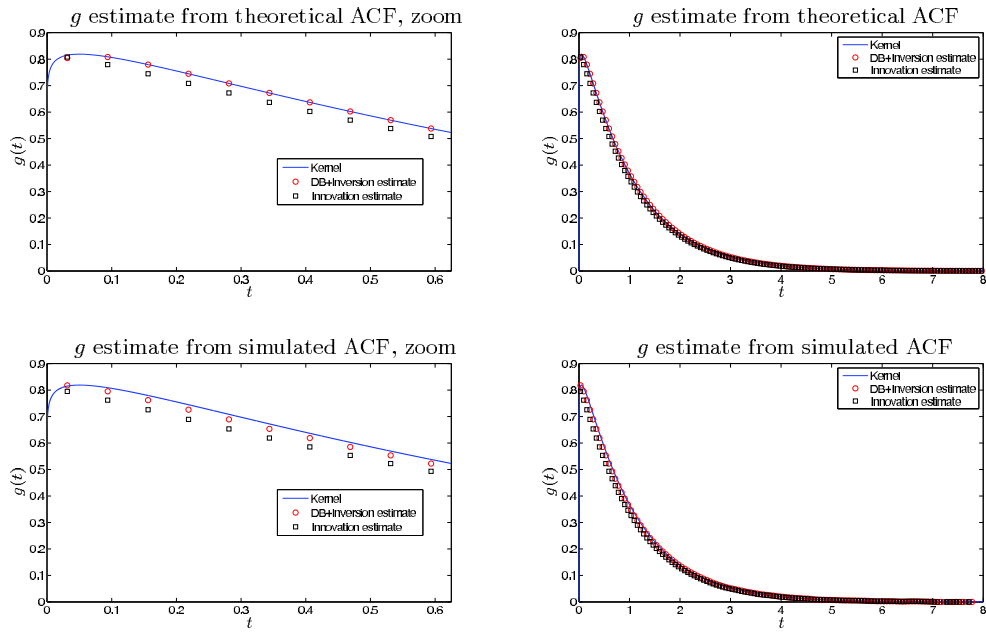 g estimate from theoretical ACF, zoom
0.9
0.8
0.7
0.6
0.5
0.4
0.3
0.2
0.1
0
g(t)
Kernel
DB+Inversion estimate
Innovation estimate
0 0.1 0.2 0.3 0.4 0.5 0.6
t
g estimate from theoretical ACF
0.9
0.8
0.7
0.6
0.5
0.4
0.3
0.2
0.1
0
g(t)
Kernel
DB+Inversion estimate
Innovation estimate
0 1 2 3 4 5 6 7 8
t
g estimate from simulated ACF, zoom
0.9
0.8
0.7
0.6
0.5
0.4
0.3
0.2
0.1
0
g(t)
Kernel
DB+Inversion estimate
Innovation estimate
0 0.1 0.2 0.3 0.4 0.5 0.6
t
g estimate from simulated ACF
0.9
0.8
0.7
0.6
0.5
0.4
0.3
0.2
0.1
0
g(t)
Kernel
DB+Inversion estimate
Innovation estimate
0 1 2 3 4 5 6 7 8
t